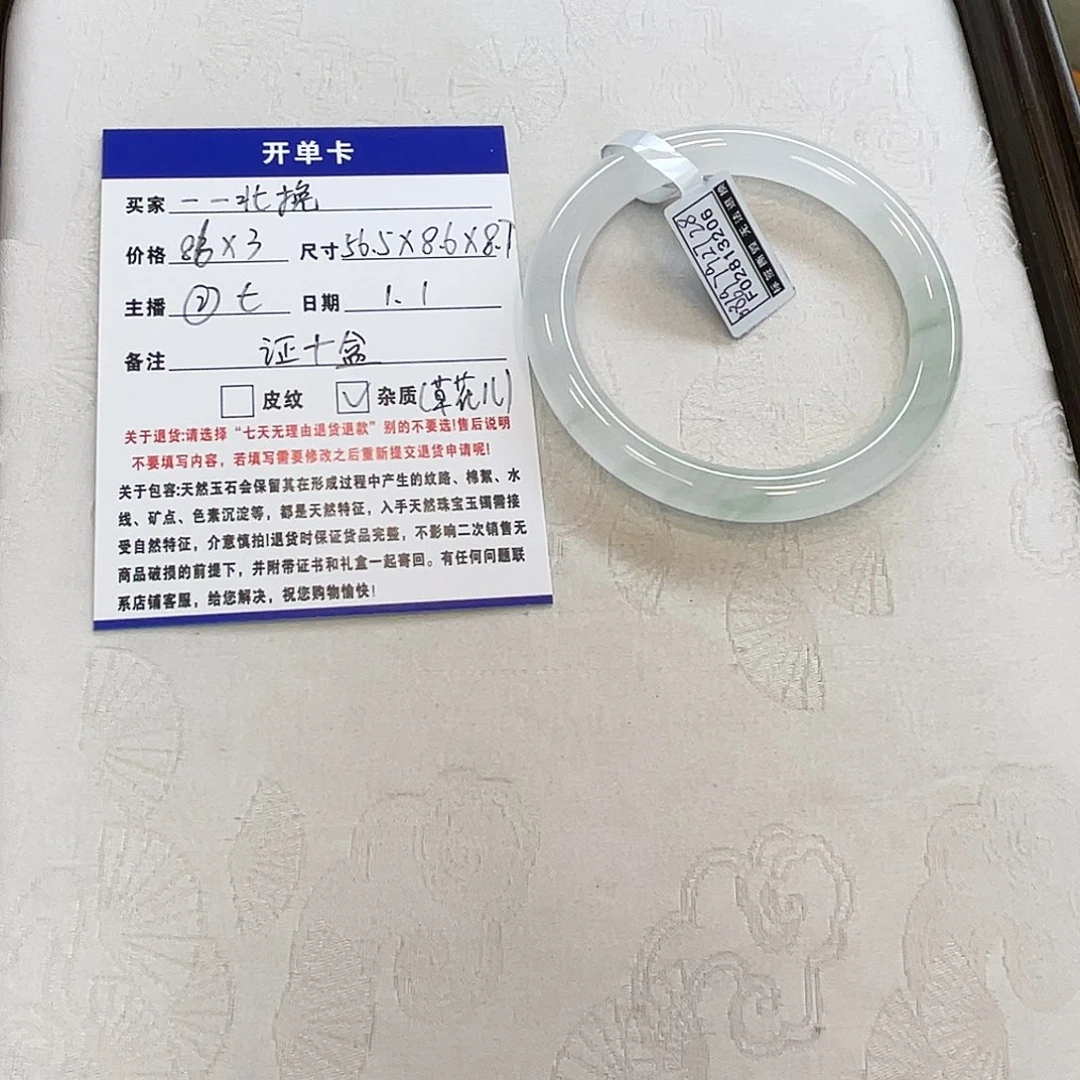 开单卡
买家 一一北挽
价格 86×3 尺寸 56.5×8.6×8.1
主播 ② 七 日期 1.1
备注 证十盒
皮纹 杂质(草花儿)
关于退货:请选择“七天无理由退货退款”别的不要选!售后说明
不要填写内容，若填写需要修改之后重新提交退货申请呢!
关于包容:天然玉石会保留其在形成过程中产生的纹路、棉絮、水
线、矿点、色素沉淀等，都是天然特征，入手天然珠宝玉镯需接
受自然特征，介意慎拍!退货时保证货品完整，不影响二次销售无
商品破损的前提下，并附带证书和礼盒一起寄回。有任何问题联
系店铺客服，给您解决，祝您购物愉快!
F02813206